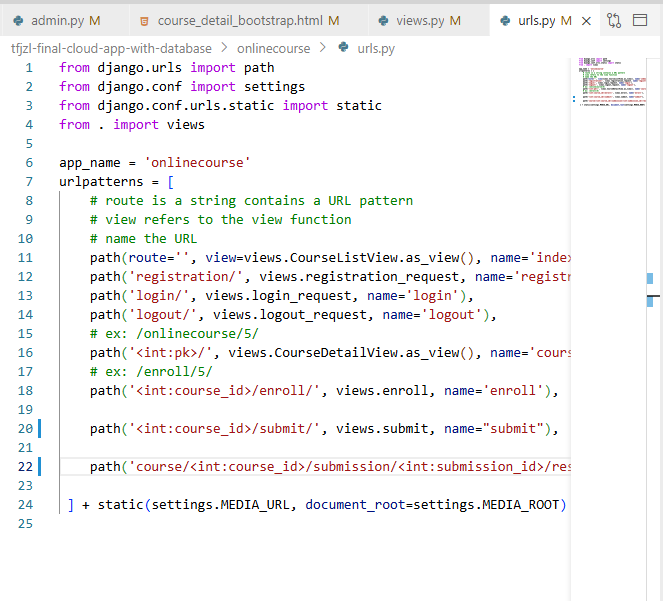 admin.py M course_detail_bootstrap.html M views.py M urls.py M
tfjzl-final-cloud-app-with-database > onlinecourse > urls.py
1 from django.urls import path
2 from django.conf import settings
3 from django.conf.urls.static import static
4 from . import views
5
6 app_name = 'onlinecourse'
7 urlpatterns = [
8 # route is a string contains a URL pattern
9 # view refers to the view function
10 # name the URL
11 path(route='', view=views.CourseListView.as_view(), name='index
12 path('registration/', views.registration_request, name='registr
13 path('login/', views.login_request, name='login'),
14 path('logout/', views.logout_request, name='logout'),
15 # ex: /onlinecourse/5/
16 path('<int:pk>/', views.CourseDetailView.as_view(), name='cours
17 # ex: /enroll/5/
18 path('<int:course_id>/enroll/', views.enroll, name='enroll'),
19
20 path('<int:course_id>/submit/', views.submit, name="submit"),
21
22 path('course/<int:course_id>/submission/<int:submission_id>/res
23
24 ] + static(settings.MEDIA_URL, document_root=settings.MEDIA_ROOT)
25